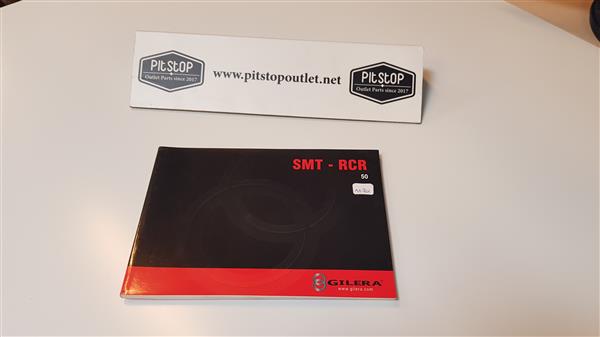 PITSTOP
Outlet Parts since 2017
www.pitstopoutlet.net
PITSTOP
Outlet Parts since 2017
SMT - RCR
50
GILERA
www.gilera.com